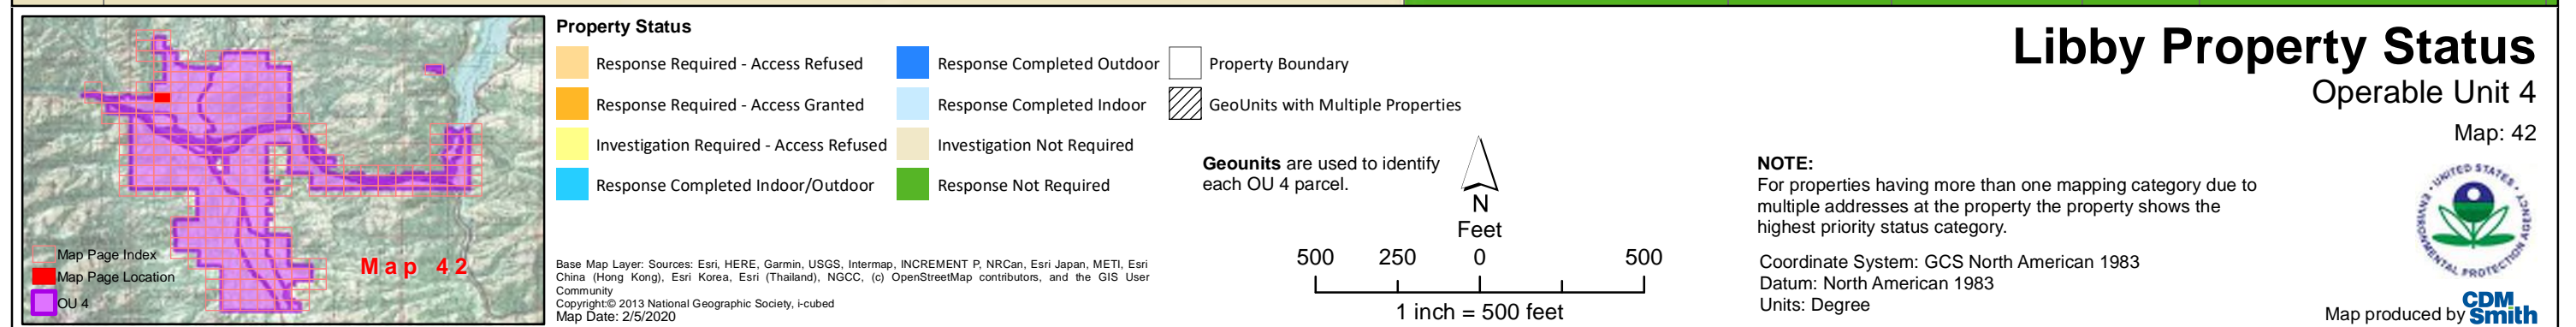 Map Page Index
Map Page Location
OU 4
Map 42
Property Status
Response Required - Access Refused
Response Required - Access Granted
Investigation Required - Access Refused
Response Completed Indoor/Outdoor
Response Completed Outdoor
Response Completed Indoor
Investigation Not Required
Response Not Required
Property Boundary
GeoUnits with Multiple Properties
Base Map Layer: Sources: Esri, HERE, Garmin, USGS, Intermap, INCREMENT P, NRCan, Esri Japan, METI, Esri
China (Hong Kong), Esri Korea, Esri (Thailand), NGCC, (c) OpenStreetMap contributors, and the GIS User
Community
Copyright:© 2013 National Geographic Society, i-cubed
Map Date: 2/5/2020
Geounits are used to identify
each OU 4 parcel.
N
Feet
500 250 0 500
1 inch = 500 feet
Libby Property Status
Operable Unit 4
Map: 42
NOTE:
For properties having more than one mapping category due to
multiple addresses at the property the property shows the
highest priority status category.
Coordinate System: GCS North American 1983
Datum: North American 1983
Units: Degree
UNITED STATES
ENVIRONMENTAL PROTECTION AGENCY
Map produced by CDM Smith